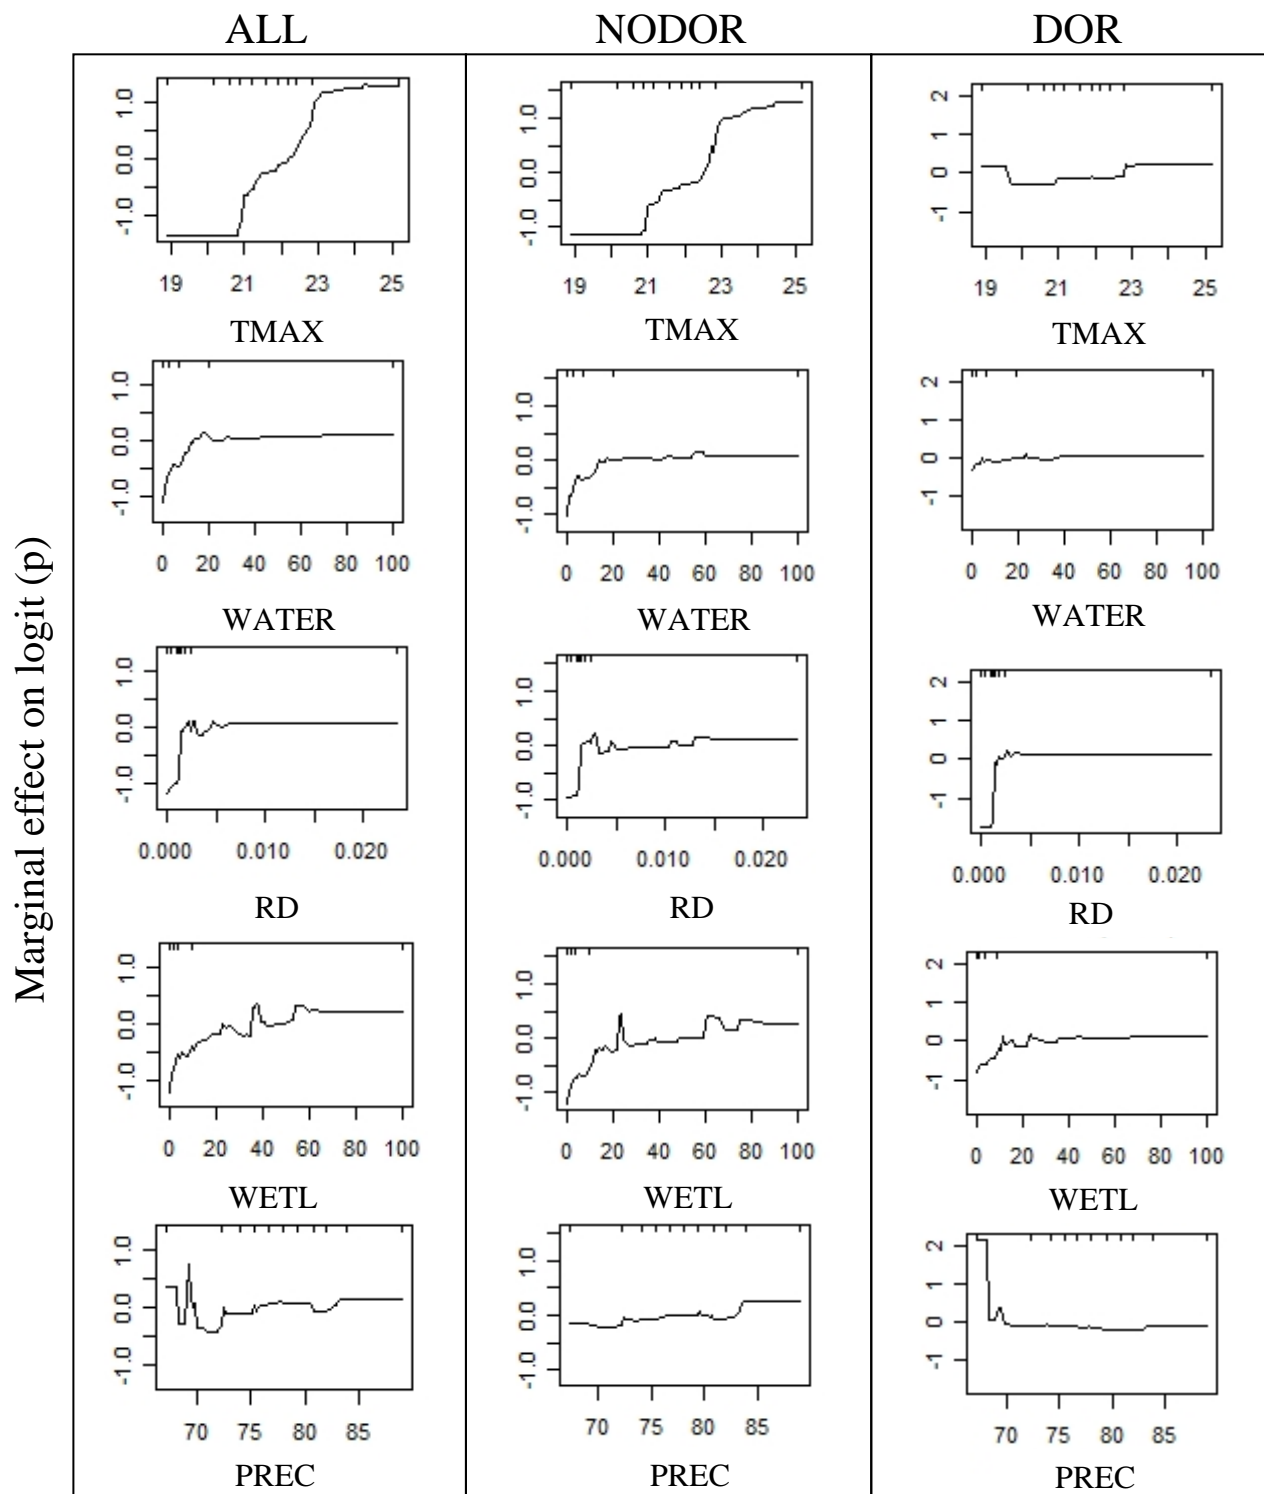 ALL NODOR DOR
Marginal effect on logit (p)
1.0 0.0 -1.0
1.0 0.0 -1.0
2 1 0 -1
19 21 23 25
19 21 23 25
19 21 23 25
TMAX TMAX TMAX
1.0 0.0 -1.0
1.0 0.0 -1.0
2 1 0 -1
0 20 40 60 80 100
0 20 40 60 80 100
0 20 40 60 80 100
WATER WATER WATER
1.0 0.0 -1.0
1.0 0.0 -1.0
2 1 0 -1
0.000 0.010 0.020
0.000 0.010 0.020
0.000 0.010 0.020
RD RD RD
1.0 0.0 -1.0
1.0 0.0 -1.0
2 1 0 -1
0 20 40 60 80 100
0 20 40 60 80 100
0 20 40 60 80 100
WETL WETL WETL
1.0 0.0 -1.0
1.0 0.0 -1.0
2 1 0 -1
70 75 80 85
70 75 80 85
70 75 80 85
PREC PREC PREC